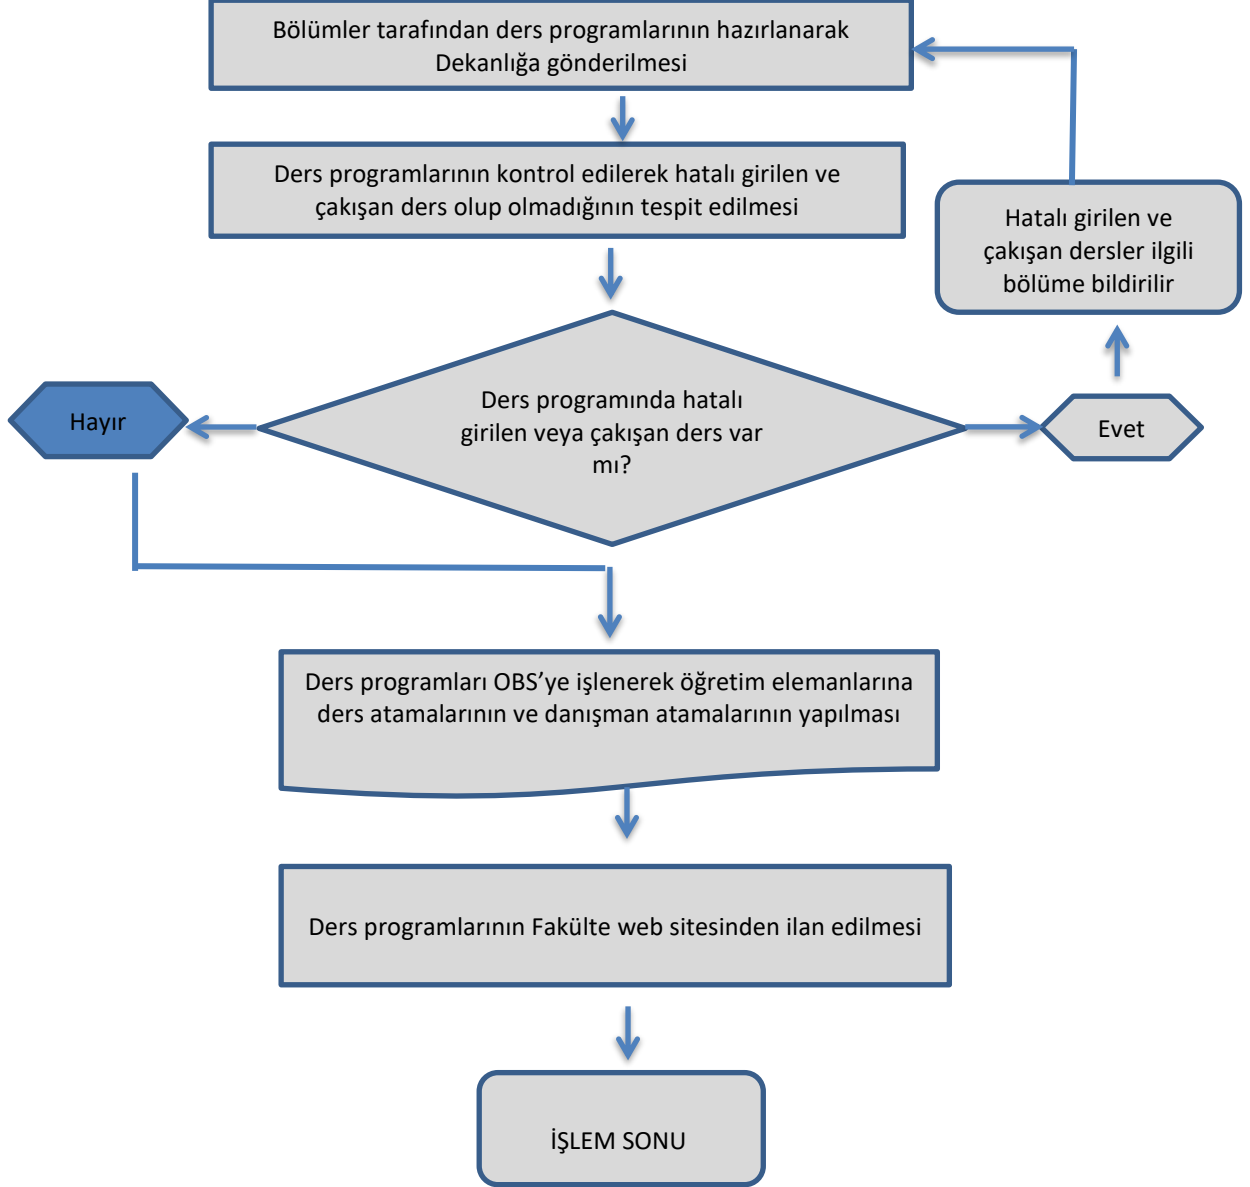 Bölümler tarafından ders programlarının hazırlanarak
Dekanlığa gönderilmesi
Ders programlarının kontrol edilerek hatalı girilen ve
çakışan ders olup olmadığının tespit edilmesi
Hatalı girilen ve
çakışan dersler ilgili
bölüme bildirilir
Ders programında hatalı
girilen veya çakışan ders var
mı?
Hayır
Evet
Ders programları OBS’ye işlenerek öğretim elemanlarına
ders atamalarının ve danışman atamalarının yapılması
Ders programlarının Fakülte web sitesinden ilan edilmesi
İŞLEM SONU